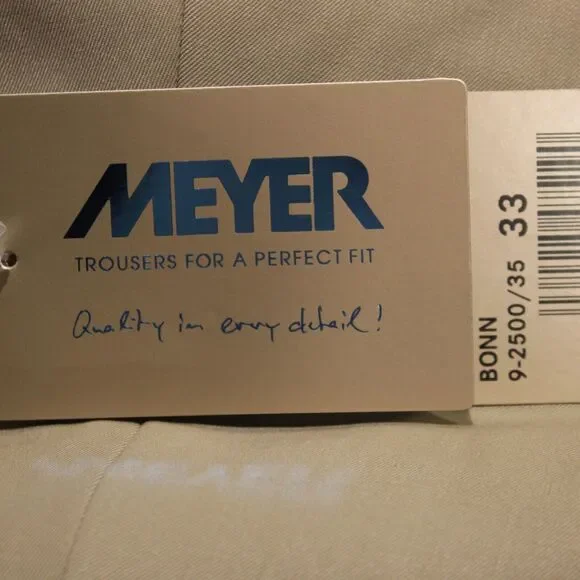 MEYER
TROUSERS FOR A PERFECT FIT
Quality in every detail!
BONN
9-2500/35 33